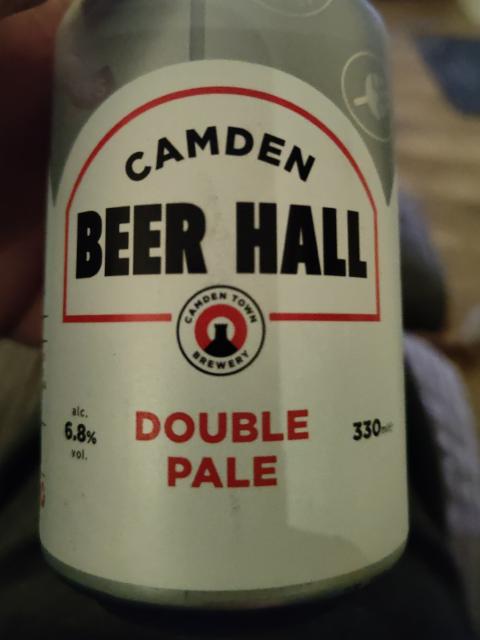 CAMDEN
BEER HALL
CAMDEN TOWN
BREWERY
alc.
6.8%
vol.
DOUBLE
PALE
330ml